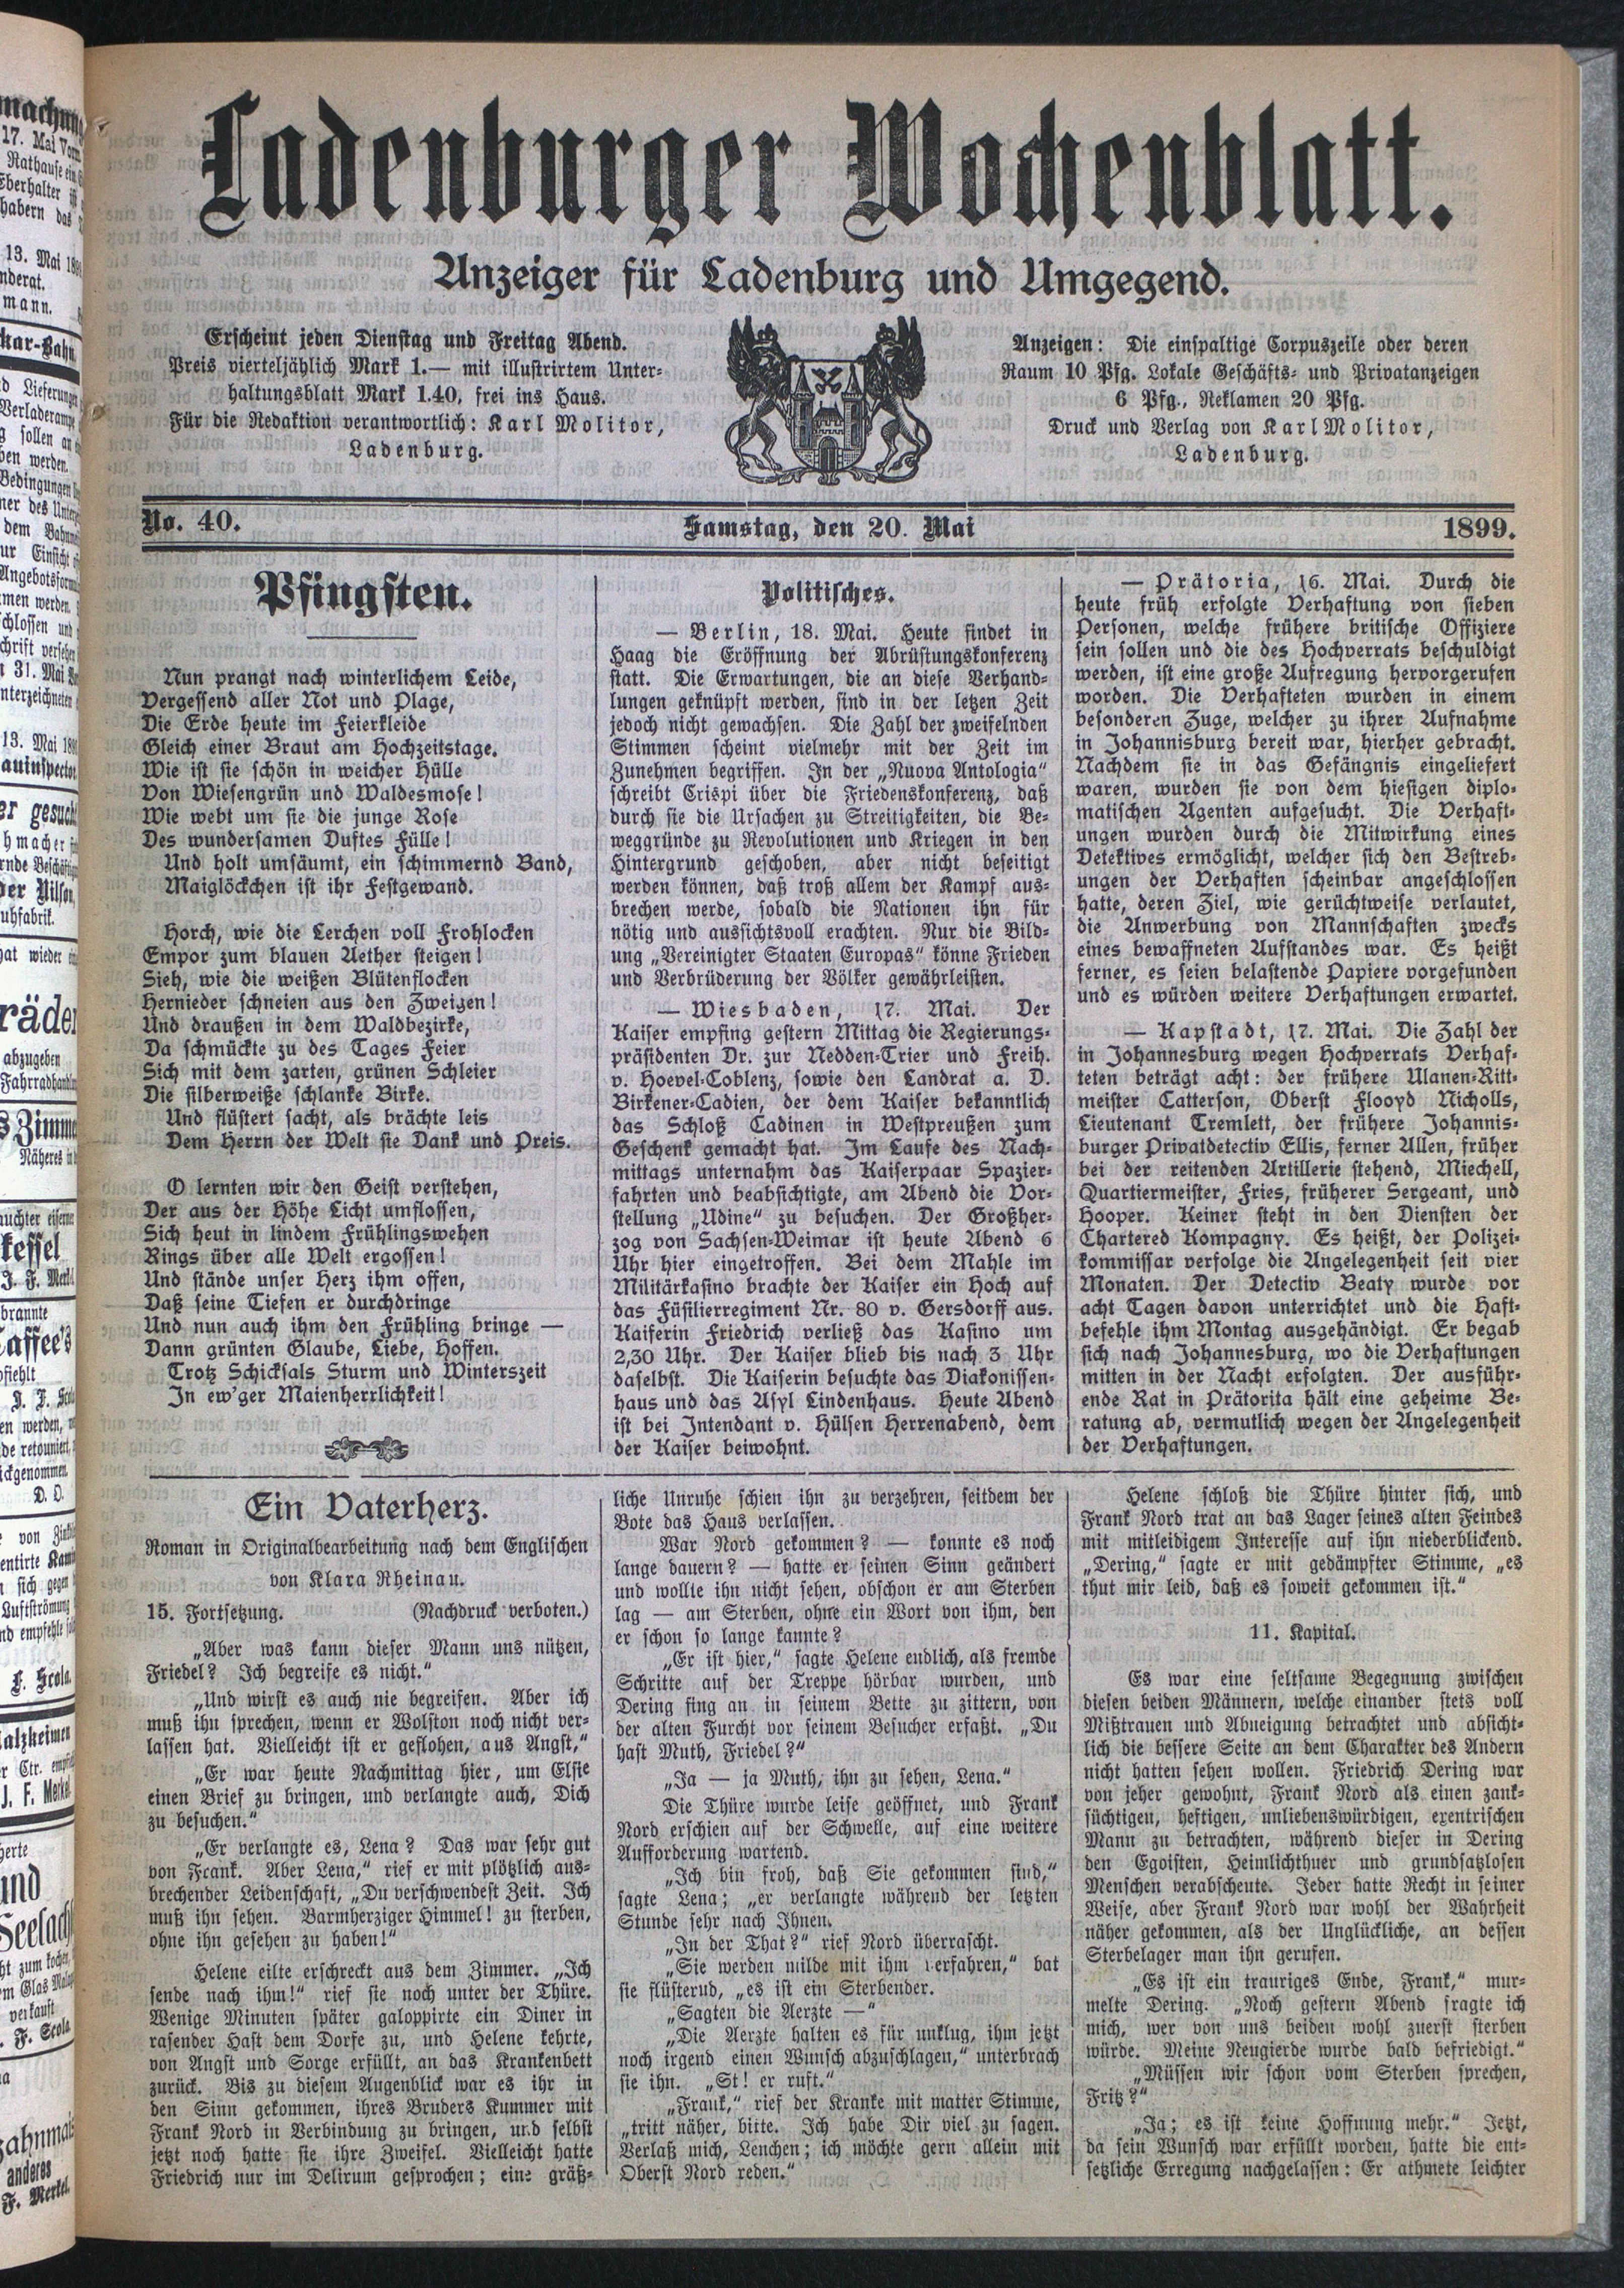 Ladenburger Wochenblatt.
Anzeiger für Ladenburg und Umgegend.
Erscheint jeden Dienstag und Freitag Abend.
Preis vierteljählich Mark 1.— mit illustrirtem Unter-
haltungsblatt Mark 1.40, frei ins Haus.
Für die Redaktion verantwortlich: Karl Molitor,
Ladenburg.
Anzeigen: Die einspaltige Corpuszeile oder deren
Raum 10 Pfg. Lokale Geschäfts- und Privatanzeigen
6 Pfg., Reklamen 20 Pfg.
Druck und Verlag von Karl Molitor,
Ladenburg.
No. 40. Samstag, den 20. Mai 1899.
Pfingsten.
Nun prangt nach winterlichem Leide,
Vergessend aller Not und Plage,
Die Erde heute im Feierkleide
Gleich einer Braut am Hochzeitstage.
Wie ist sie schön in weicher Hülle
Von Wiesengrün und Waldesmose!
Wie webt um sie die junge Rose
Des wundersamen Duftes Fülle!
Und holt umsäumt, ein schimmernd Band,
Maiglöckchen ist ihr Festgewand.
Horch, wie die Lerchen voll Frohlocken
Empor zum blauen Aether steigen!
Sieh, wie die weißen Blütenflocken
Hernieder schneien aus den Zweigen!
Und draußen in dem Waldbezirke,
Da schmückte zu des Tages Feier
Sich mit dem zarten, grünen Schleier
Die silberweiße schlanke Birke.
Und flüstert sacht, als brächte leis
Dem Herrn der Welt sie Dank und Preis.
O lernten wir den Geist verstehen,
Der aus der Höhe Licht umflossen,
Sich heut in lindem Frühlingswehen
Rings über alle Welt ergossen!
Und stände unser Herz ihm offen,
Daß seine Tiefen er durchdringe
Und nun auch ihm den Frühling bringe —
Dann grünten Glaube, Liebe, Hoffen.
Trotz Schicksals Sturm und Winterszeit
In ew'ger Maienherrlichkeit!
Politisches.
— Berlin, 18. Mai. Heute findet in
Haag die Eröffnung der Abrüstungskonferenz
statt. Die Erwartungen, die an diese Verhand-
lungen geknüpft werden, sind in der letzen Zeit
jedoch nicht gewachsen. Die Zahl der zweifelnden
Stimmen scheint vielmehr mit der Zeit im
Zunehmen begriffen. In der „Nuova Antologia“
schreibt Crispi über die Friedenskonferenz, daß
durch sie die Ursachen zu Streitigkeiten, die Be-
weggründe zu Revolutionen und Kriegen in den
Hintergrund geschoben, aber nicht beseitigt
werden können, daß troß allem der Kampf aus-
brechen werde, sobald die Nationen ihn für
nötig und aussichtsvoll erachten. Nur die Bild-
ung „Vereinigter Staaten Europas“ könne Frieden
und Verbrüderung der Völker gewährleisten.
— Wiesbaden, 17. Mai. Der
Kaiser empfing gestern Mittag die Regierungs-
präsidenten Dr. zur Nedden-Trier und Freih.
v. Hoevel-Coblenz, sowie den Landrat a. D.
Birkener-Cadien, der dem Kaiser bekanntlich
das Schloß Cadinen in Westpreußen zum
Geschenk gemacht hat. Im Laufe des Nach-
mittags unternahm das Kaiserpaar Spazier-
fahrten und beabsichtigte, am Abend die Vor-
stellung „Udine“ zu besuchen. Der Großher-
zog von Sachsen-Weimar ist heute Abend 6
Uhr hier eingetroffen. Bei dem Mahle im
Militärkasino brachte der Kaiser ein Hoch auf
das Füsilierregiment Nr. 80 v. Gersdorff aus.
Kaiferin Friedrich verließ das Kasino um
2,30 Uhr. Der Kaiser blieb bis nach 3 Uhr
daselbst. Die Kaiserin besuchte das Diakonissen-
haus und das Asyl Lindenhaus. Heute Abend
ist bei Intendant v. Hülsen Herrenabend, dem
der Kaiser beiwohnt.
— Prätoria, 16. Mai. Durch die
heute früh erfolgte Verhaftung von sieben
Personen, welche frühere britische Offiziere
sein sollen und die des Hochverrats beschuldigt
werden, ist eine große Aufregung hervorgerufen
worden. Die Verhafteten wurden in einem
besonderen Zuge, welcher zu ihrer Aufnahme
in Johannisburg bereit war, hierher gebracht.
Nachdem sie in das Gefängnis eingeliefert
waren, wurden sie von dem hiesigen diplo-
matischen Agenten aufgesucht. Die Verhaft-
ungen wurden durch die Mitwirkung eines
Detektives ermöglicht, welcher sich den Bestreb-
ungen der Verhaften scheinbar angeschlossen
hatte, deren Ziel, wie gerüchtweise verlautet,
die Anwerbung von Mannschaften zwecks
eines bewaffneten Aufstandes war. Es heißt
ferner, es seien belastende Papiere vorgefunden
und es würden weitere Verhaftungen erwartet.
— Kapstadt, 17. Mai. Die Zahl der
in Johannesburg wegen Hochverrats Verhaf-
teten beträgt acht: der frühere Ulanen-Ritt-
meister Catterson, Oberst Flooyd Nicholls,
Lieutenant Tremlett, der frühere Johannis-
burger Privatdetectiv Ellis, ferner Allen, früher
bei der reitenden Artillerie stehend, Miechell,
Quartiermeister, Fries, früherer Sergeant, und
Hooper. Keiner steht in den Diensten der
Chartered Kompagny. Es heißt, der Polizei-
kommissar verfolge die Angelegenheit seit vier
Monaten. Der Detectiv Beaty wurde vor
acht Tagen davon unterrichtet und die Haft-
befehle ihm Montag ausgehändigt. Er begab
sich nach Johannesburg, wo die Verhaftungen
mitten in der Nacht erfolgten. Der ausführ-
ende Rat in Prätorita hält eine geheime Be-
ratung ab, vermutlich wegen der Angelegenheit
der Verhaftungen.
Ein Vaterherz.
Roman in Originalbearbeitung nach dem Englischen
von Klara Rheinau.
15. Fortsetzung. (Nachdruck verboten.)
„Aber was kann dieser Mann uns nützen,
Friedel? Ich begreife es nicht.“
„Und wirst es auch nie begreifen. Aber ich
muß ihn sprechen, wenn er Wolston noch nicht ver-
lassen hat. Vielleicht ist er geflohen, aus Angst,“
„Er war heute Nachmittag hier, um Elsie
einen Brief zu bringen, und verlangte auch, Dich
zu besuchen.“
„Er verlangte es, Lena? Das war sehr gut
von Frank. Aber Lena,“ rief er mit plötzlich aus-
brechender Leidenschaft, „Du verschwendest Zeit. Ich
muß ihn sehen. Barmherziger Himmel! zu sterben,
ohne ihn gesehen zu haben!“
Helene eilte erschreckt aus dem Zimmer. „Ich
sende nach ihm!“ rief sie noch unter der Thüre.
Wenige Minuten später galoppirte ein Diner in
rasender Hast dem Dorfe zu, und Helene kehrte,
von Angst und Sorge erfüllt, an das Krankenbett
zurück. Bis zu diesem Augenblick war es ihr in
den Sinn gekommen, ihres Bruders Kummer mit
Frank Nord in Verbindung zu bringen, und selbst
jetzt noch hatte sie ihre Zweifel. Vielleicht hatte
Friedrich nur im Delirum gesprochen; eine gräß-
liche Unruhe schien ihn zu verzehren, seitdem der
Bote das Haus verlassen.
War Nord gekommen? — konnte es noch
lange dauern? — hatte er seinen Sinn geändert
und wollte ihn nicht sehen, obschon er am Sterben
lag — am Sterben, ohne ein Wort von ihm, den
er schon so lange kannte?
„Er ist hier,“ sagte Helene endlich, als fremde
Schritte auf der Treppe hörbar wurden, und
Dering fing an in seinem Bette zu zittern, von
der alten Furcht vor seinem Besucher erfaßt. „Du
hast Muth, Friedel?“
„Ja — ja Muth, ihn zu sehen, Lena.“
Die Thüre wurde leise geöffnet, und Frank
Nord erschien auf der Schwelle, auf eine weitere
Aufforderung wartend.
„Ich bin froh, daß Sie gekommen sind,“
sagte Lena; „er verlangte während der letzten
Stunde sehr nach Ihnen.
„In der That?“ rief Nord überrascht.
„Sie werden milde mit ihm verfahren,“ bat
sie flüsternd, „es ist ein Sterbender.
„Sagten die Aerzte —“
„Die Aerzte halten es für unklug, ihm jetzt
noch irgend einen Wunsch abzuschlagen,“ unterbrach
sie ihn. „St! er ruft.“
„Frank,“ rief der Kranke mit matter Stimme,
„tritt näher, bitte. Ich habe Dir viel zu sagen.
Verlaß mich, Lenchen; ich möchte gern allein mit
Oberst Nord reden.“
Helene schloß die Thüre hinter sich, und
Frank Nord trat an das Lager seines alten Feindes
mit mitleidigem Interesse auf ihn niederblickend.
„Dering,“ sagte er mit gedämpfter Stimme, „es
thut mir leid, daß es soweit gekommen ist.“
11. Kapital.
Es war eine seltsame Begegnung zwischen
diesen beiden Männern, welche einander stets voll
Mißtrauen und Abneigung betrachtet und absicht-
lich die bessere Seite an dem Charakter des Andern
nicht hatten sehen wollen. Friedrich Dering war
von jeher gewohnt, Frank Nord als einen zank-
süchtigen, heftigen, unliebenswürdigen, exentrischen
Mann zu betrachten, während dieser in Dering
den Egoisten, Heimlichthuer und grundsatzlosen
Menschen verabscheute. Jeder hatte Recht in seiner
Weise, aber Frank Nord war wohl der Wahrheit
näher gekommen, als der Unglückliche, an dessen
Sterbelager man ihn gerufen.
„Es ist ein trauriges Ende, Frank,“ mur-
melte Dering. „Noch gestern Abend fragte ich
mich, wer von uns beiden wohl zuerst sterben
würde. Meine Neugierde wurde bald befriedigt.“
„Müssen wir schon vom Sterben sprechen,
Fritz?“
„Ja; es ist keine Hoffnung mehr.“ Jetzt,
da sein Wunsch war erfüllt worden, hatte die ent-
setzliche Erregung nachgelassen: Er athmete leichter